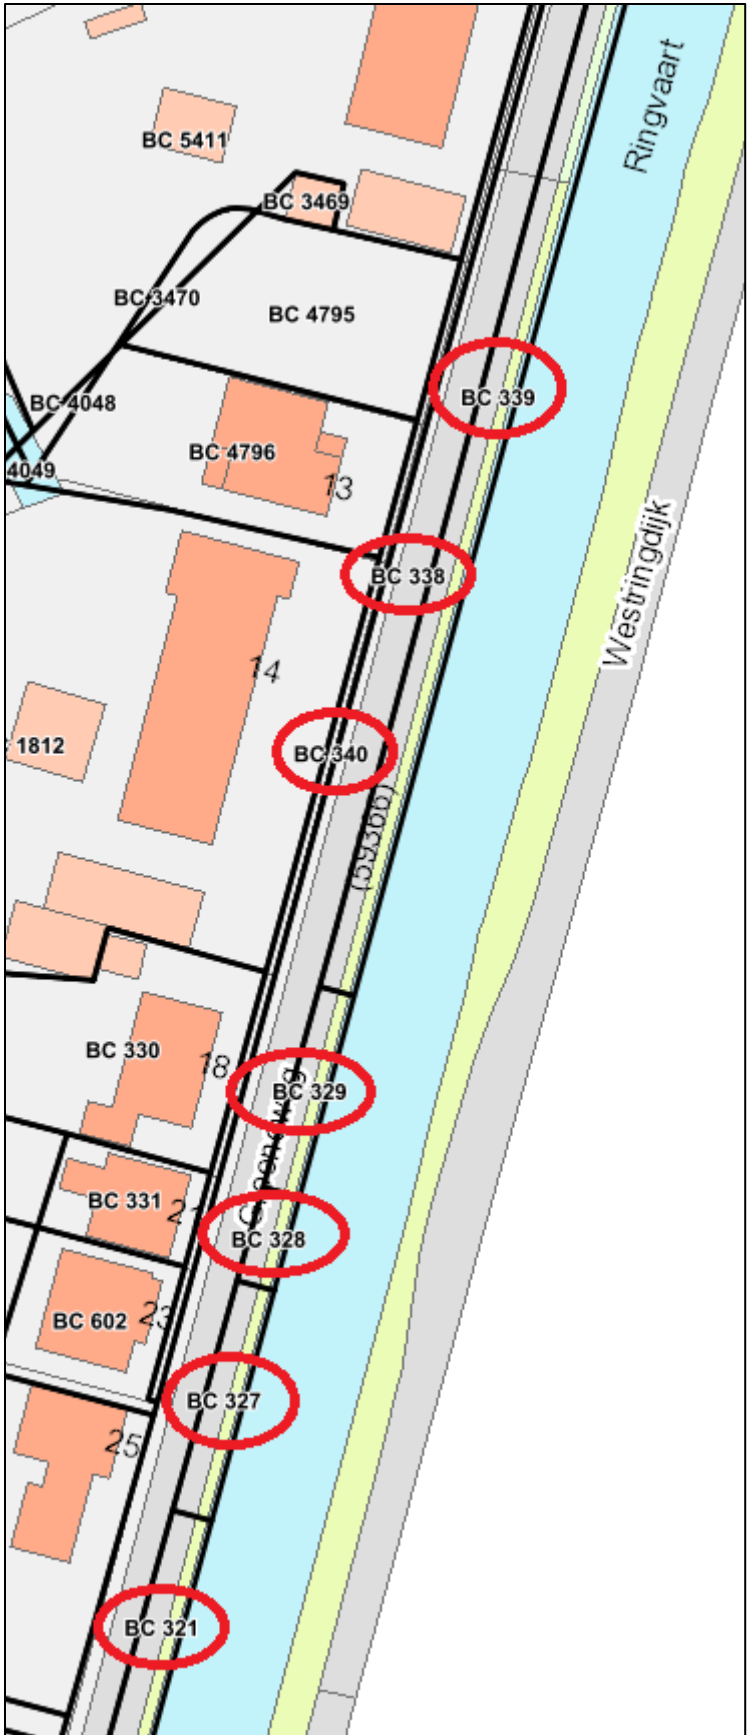 Ringvaart
BC 5411
BC 3469
BC 3470
BC 4795
BC 339
BC 4048
BC 4796
4049
13
BC 338
Westringdijk
14
1812
BC 340
(59366)
BC 330
18
BC 329
BC 331
21
BC 328
BC 602
23
BC 327
25
BC 321